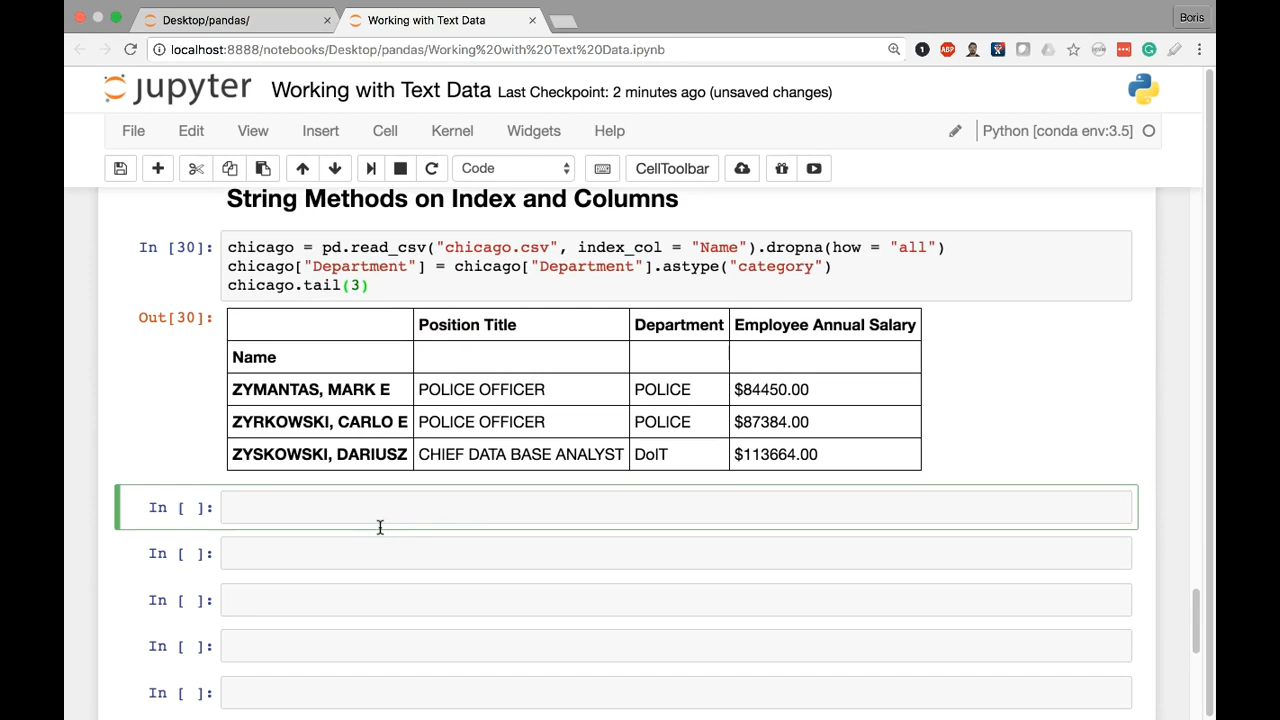 Desktop/pandas/
Working with Text Data
Boris
localhost:8888/notebooks/Desktop/pandas/Working%20with%20Text%20Data.ipynb
jupyter Working with Text Data Last Checkpoint: 2 minutes ago (unsaved changes)
File Edit View Insert Cell Kernel Widgets Help Python [conda env:3.5]
Code CellToolbar
String Methods on Index and Columns
In [30]: chicago = pd.read_csv("chicago.csv", index_col = "Name").dropna(how = "all")
chicago["Department"] = chicago["Department"].astype("category")
chicago.tail(3)
Out[30]:
Position Title Department Employee Annual Salary
Name
ZYMANTAS, MARK E POLICE OFFICER POLICE $84450.00
ZYRKOWSKI, CARLO E POLICE OFFICER POLICE $87384.00
ZYSKOWSKI, DARIUSZ CHIEF DATA BASE ANALYST DoIT $113664.00
In [ ]:
In [ ]:
In [ ]:
In [ ]:
In [ ]: